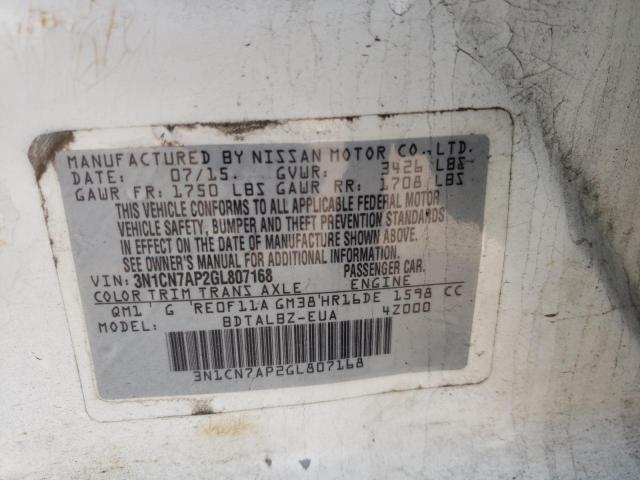 MANUFACTURED BY NISSAN MOTOR CO.,LTD.
DATE: 07/15. GVWR: 3426 LBS
GAWR FR: 1750 LBS GAWR RR: 1708 LBS
THIS VEHICLE CONFORMS TO ALL APPLICABLE FEDERAL MOTOR
VEHICLE SAFETY, BUMPER, AND THEFT PREVENTION STANDARDS
IN EFFECT ON THE DATE OF MANUFACTURE SHOWN ABOVE.
SEE OWNER'S MANUAL FOR ADDITIONAL INFORMATION.
VIN: 3N1CN7AP2GL807168 PASSENGER CAR.
COLOR TRIM TRANS AXLE ENGINE
QM1 G RE0F11A GM38 HR16DE 1598 CC
MODEL: BDTALBZ-EUA 4Z000
3N1CN7AP2GL807168